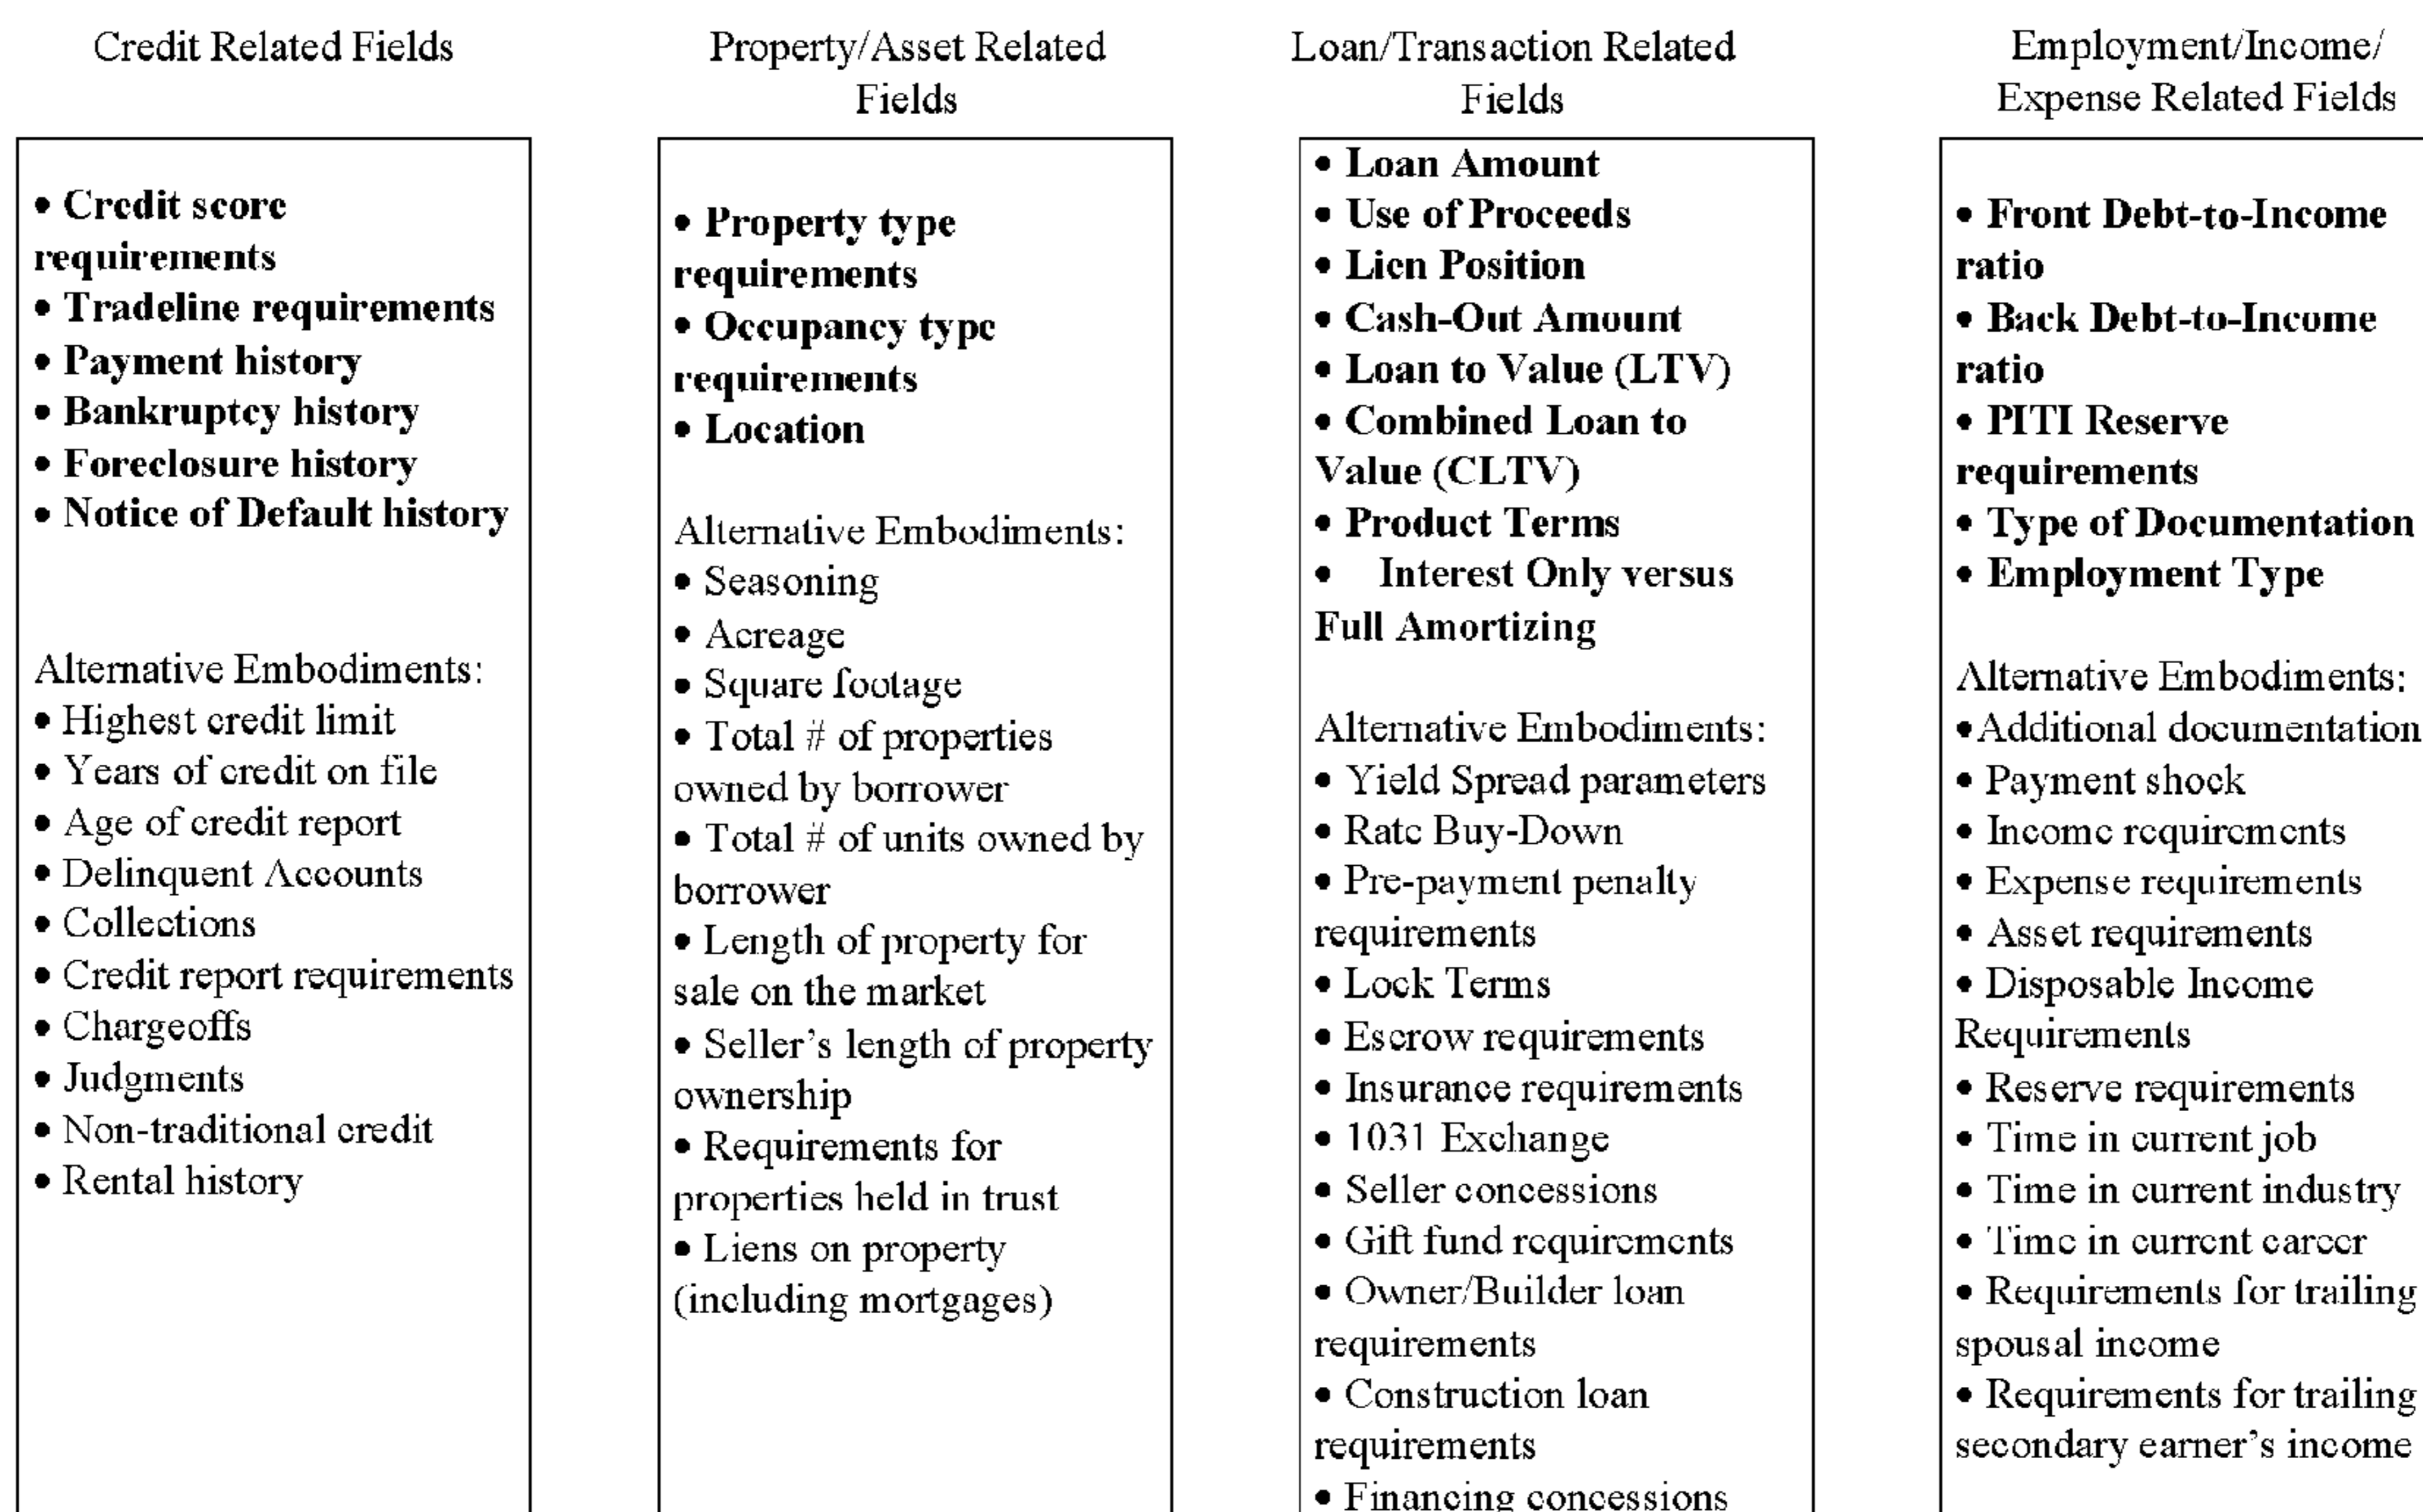 Credit Related Fields
• Credit score
requirements
• Tradeline requirements
• Payment history
• Bankruptcy history
• Foreclosure history
• Notice of Default history
Alternative Embodiments:
• Highest credit limit
• Years of credit on file
• Age of credit report
• Delinquent Accounts
• Collections
• Credit report requirements
• Chargeoffs
• Judgments
• Non-traditional credit
• Rental history
Property/Asset Related
Fields
• Property type
requirements
• Occupancy type
requirements
• Location
Alternative Embodiments:
• Seasoning
• Acreage
• Square footage
• Total # of properties
owned by borrower
• Total # of units owned by
borrower
• Length of property for
sale on the market
• Seller’s length of property
ownership
• Requirements for
properties held in trust
• Liens on property
(including mortgages)
Loan/Transaction Related
Fields
• Loan Amount
• Use of Proceeds
• Lien Position
• Cash-Out Amount
• Loan to Value (LTV)
• Combined Loan to
Value (CLTV)
• Product Terms
• Interest Only versus
Full Amortizing
Alternative Embodiments:
• Yield Spread parameters
• Rate Buy-Down
• Pre-payment penalty
requirements
• Lock Terms
• Escrow requirements
• Insurance requirements
• 1031 Exchange
• Seller concessions
• Gift fund requirements
• Owner/Builder loan
requirements
• Construction loan
requirements
• Financing concessions
Employment/Income/
Expense Related Fields
• Front Debt-to-Income
ratio
• Back Debt-to-Income
ratio
• PITI Reserve
requirements
• Type of Documentation
• Employment Type
Alternative Embodiments:
•Additional documentation
• Payment shock
• Income requirements
• Expense requirements
• Asset requirements
• Disposable Income
Requirements
• Reserve requirements
• Time in current job
• Time in current industry
• Time in current career
• Requirements for trailing
spousal income
• Requirements for trailing
secondary earner’s income